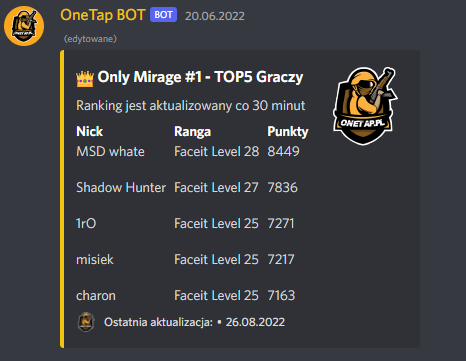 OneTap BOT BOT 20.06.2022
(edytowane)
👑 Only Mirage #1 - TOP5 Graczy
Ranking jest aktualizowany co 30 minut
ONETAP.PL
Nick Ranga Punkty
MSD whate Faceit Level 28 8449
Shadow Hunter Faceit Level 27 7836
1rO Faceit Level 25 7271
misiek Faceit Level 25 7217
charon Faceit Level 25 7163
Ostatnia aktualizacja: • 26.08.2022